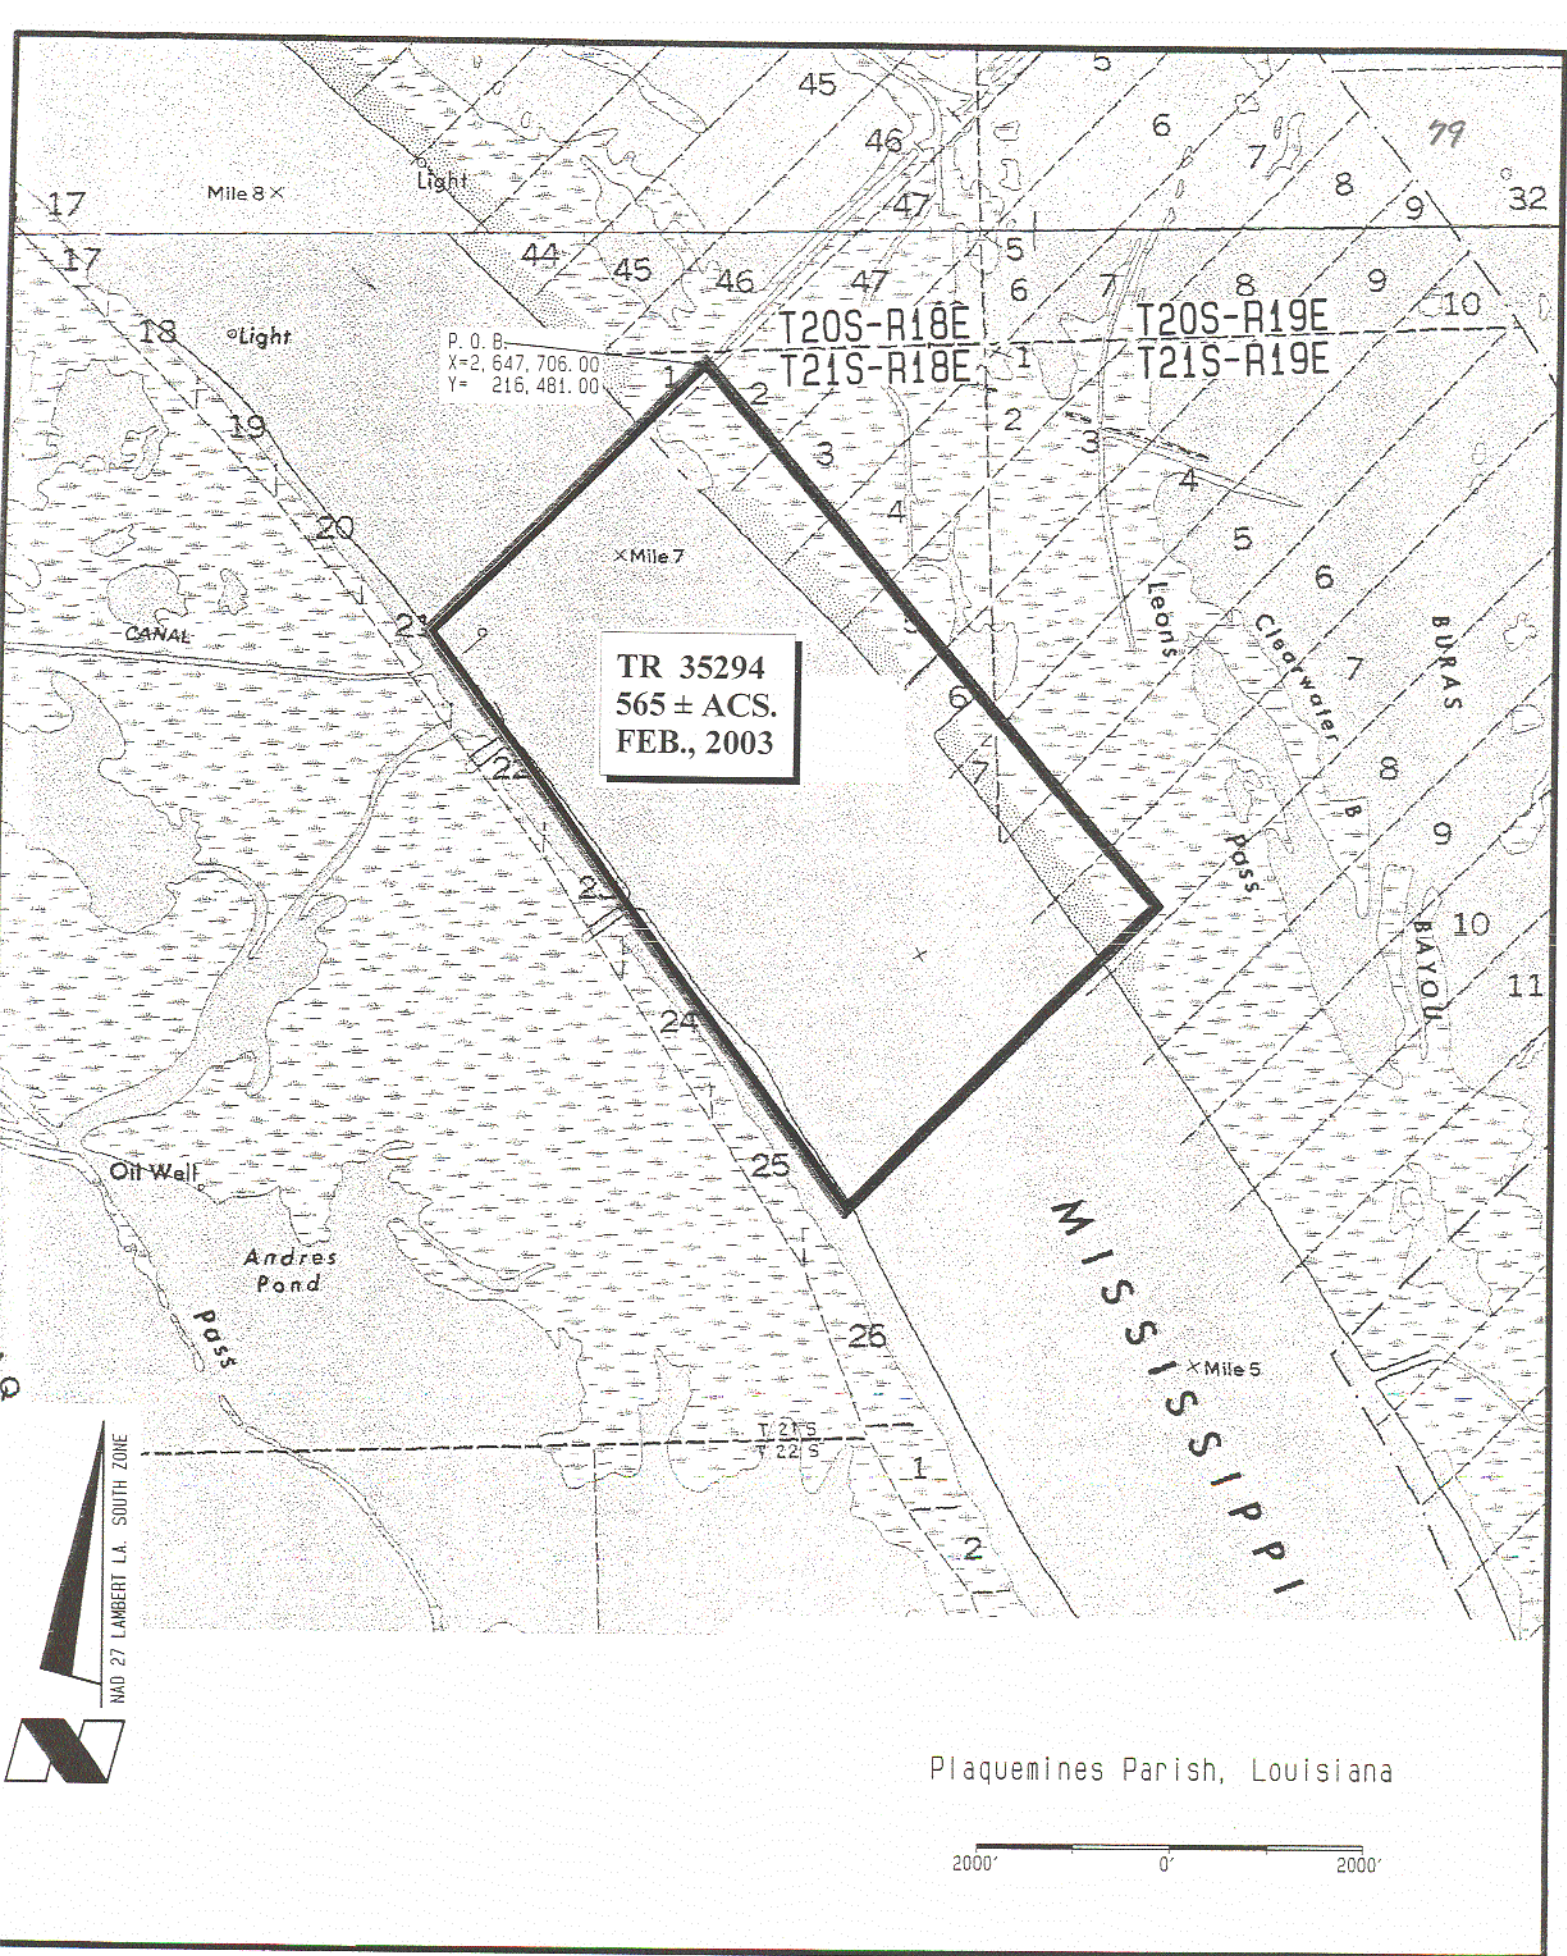 45
5
6
79
46
7
Light
8
Mile 8
17
47
9
32
17
44
45
46
47
5
6
7
8
9
10
18
Light
T20S-R18E
T20S-R19E
P. O. B.
X=2,647,706.00
Y= 216,481.00
1
2
T21S-R18E
1
T21S-R19E
19
2
3
3
4
4
20
Mile 7
5
6
CANAL
21
Leons
Clearwater
BURAS
7
TR 35294
565 ± ACS.
FEB., 2003
6
22
7
8
B
9
Pass
23
10
BAYOU
11
24
25
Oil Well
Andres
Pond
MISSISSIPPI
Pass
26
Mile 5
T 21 S
T 22 S
1
2
NAD 27 LAMBERT LA. SOUTH ZONE
N
Plaquemines Parish, Louisiana
2000' 0' 2000'